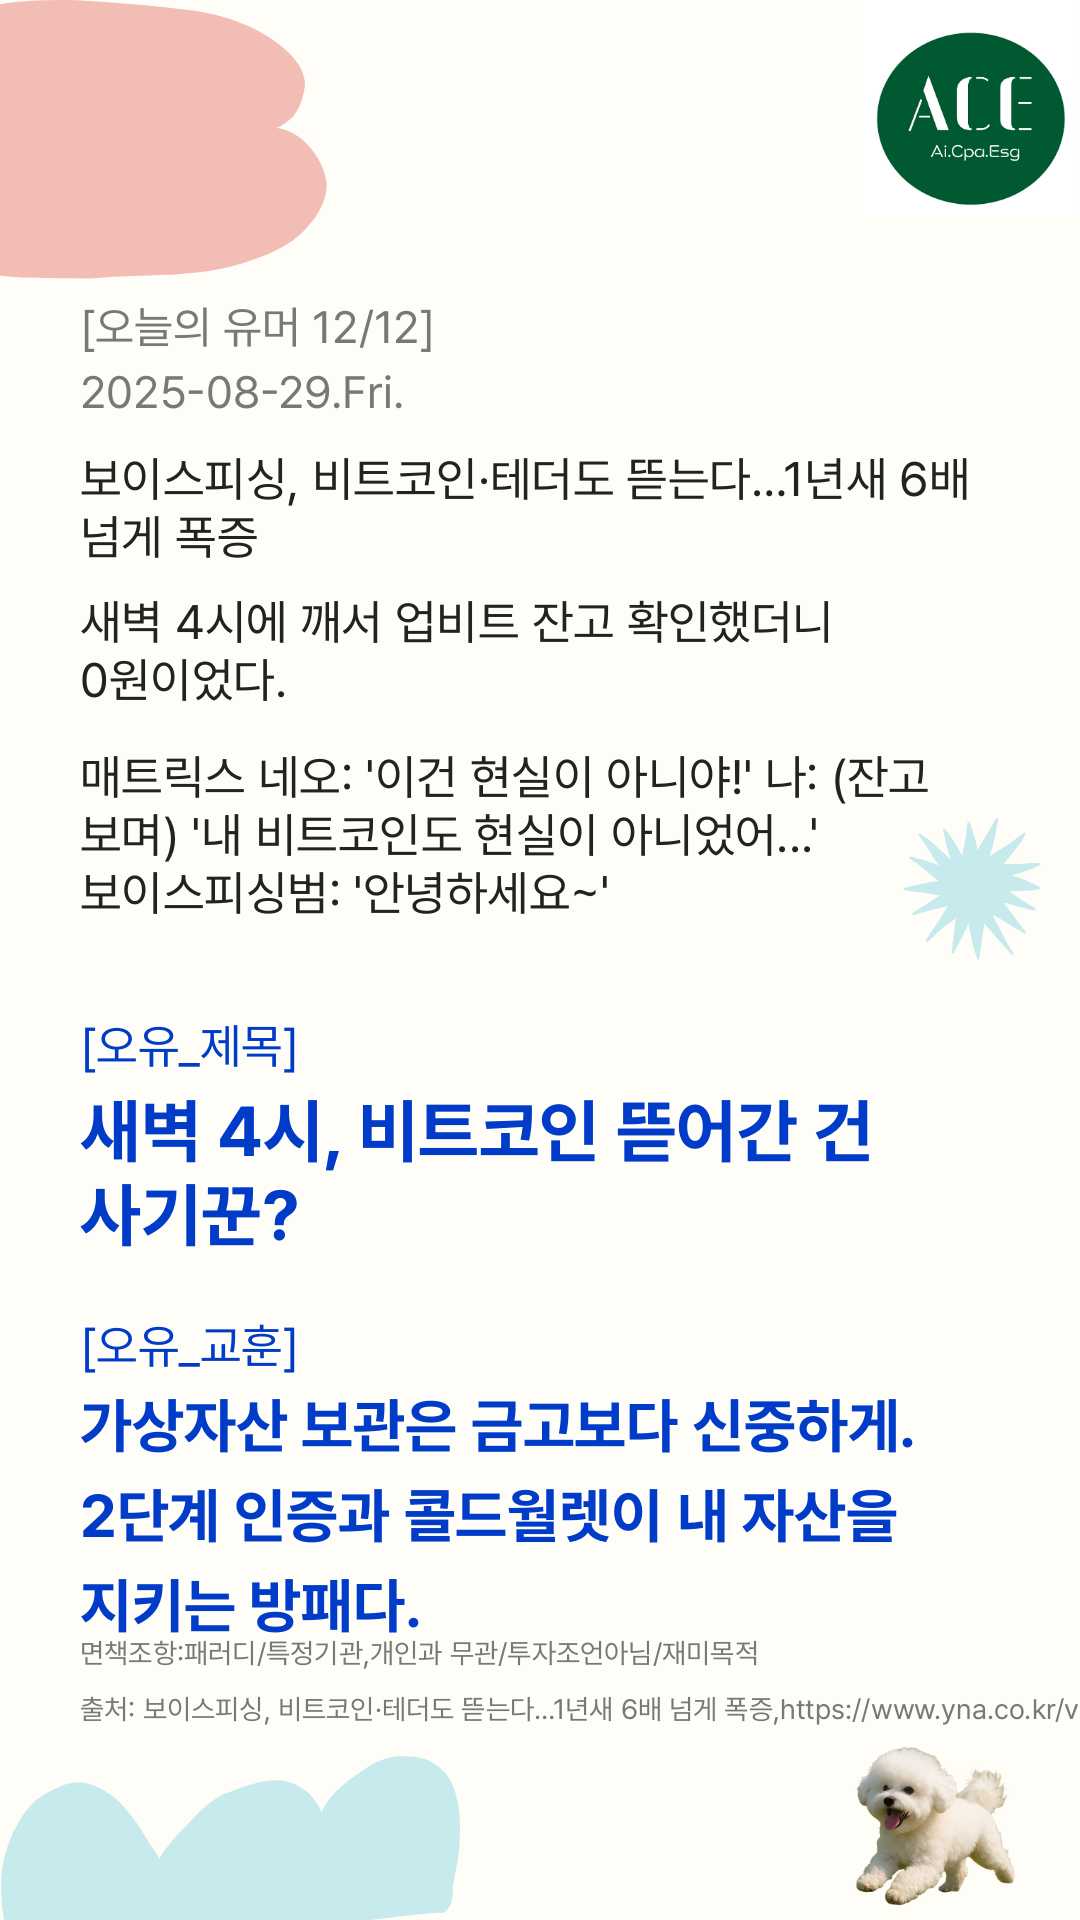 ACE
Ai.Cpa.Esg
[오늘의 유머 12/12]
2025-08-29.Fri.
보이스피싱, 비트코인·테더도 뜯는다...1년새 6배
넘게 폭증
새벽 4시에 깨서 업비트 잔고 확인했더니
0원이었다.
매트릭스 네오: '이건 현실이 아니야!' 나: (잔고
보며) '내 비트코인도 현실이 아니었어...'
보이스피싱범: '안녕하세요~'
[오유_제목]
새벽 4시, 비트코인 뜯어간 건
사기꾼?
[오유_교훈]
가상자산 보관은 금고보다 신중하게.
2단계 인증과 콜드월렛이 내 자산을
지키는 방패다.
면책조항:패러디/특정기관,개인과 무관/투자조언아님/재미목적
출처: 보이스피싱, 비트코인·테더도 뜯는다...1년새 6배 넘게 폭증,https://www.yna.co.kr/v